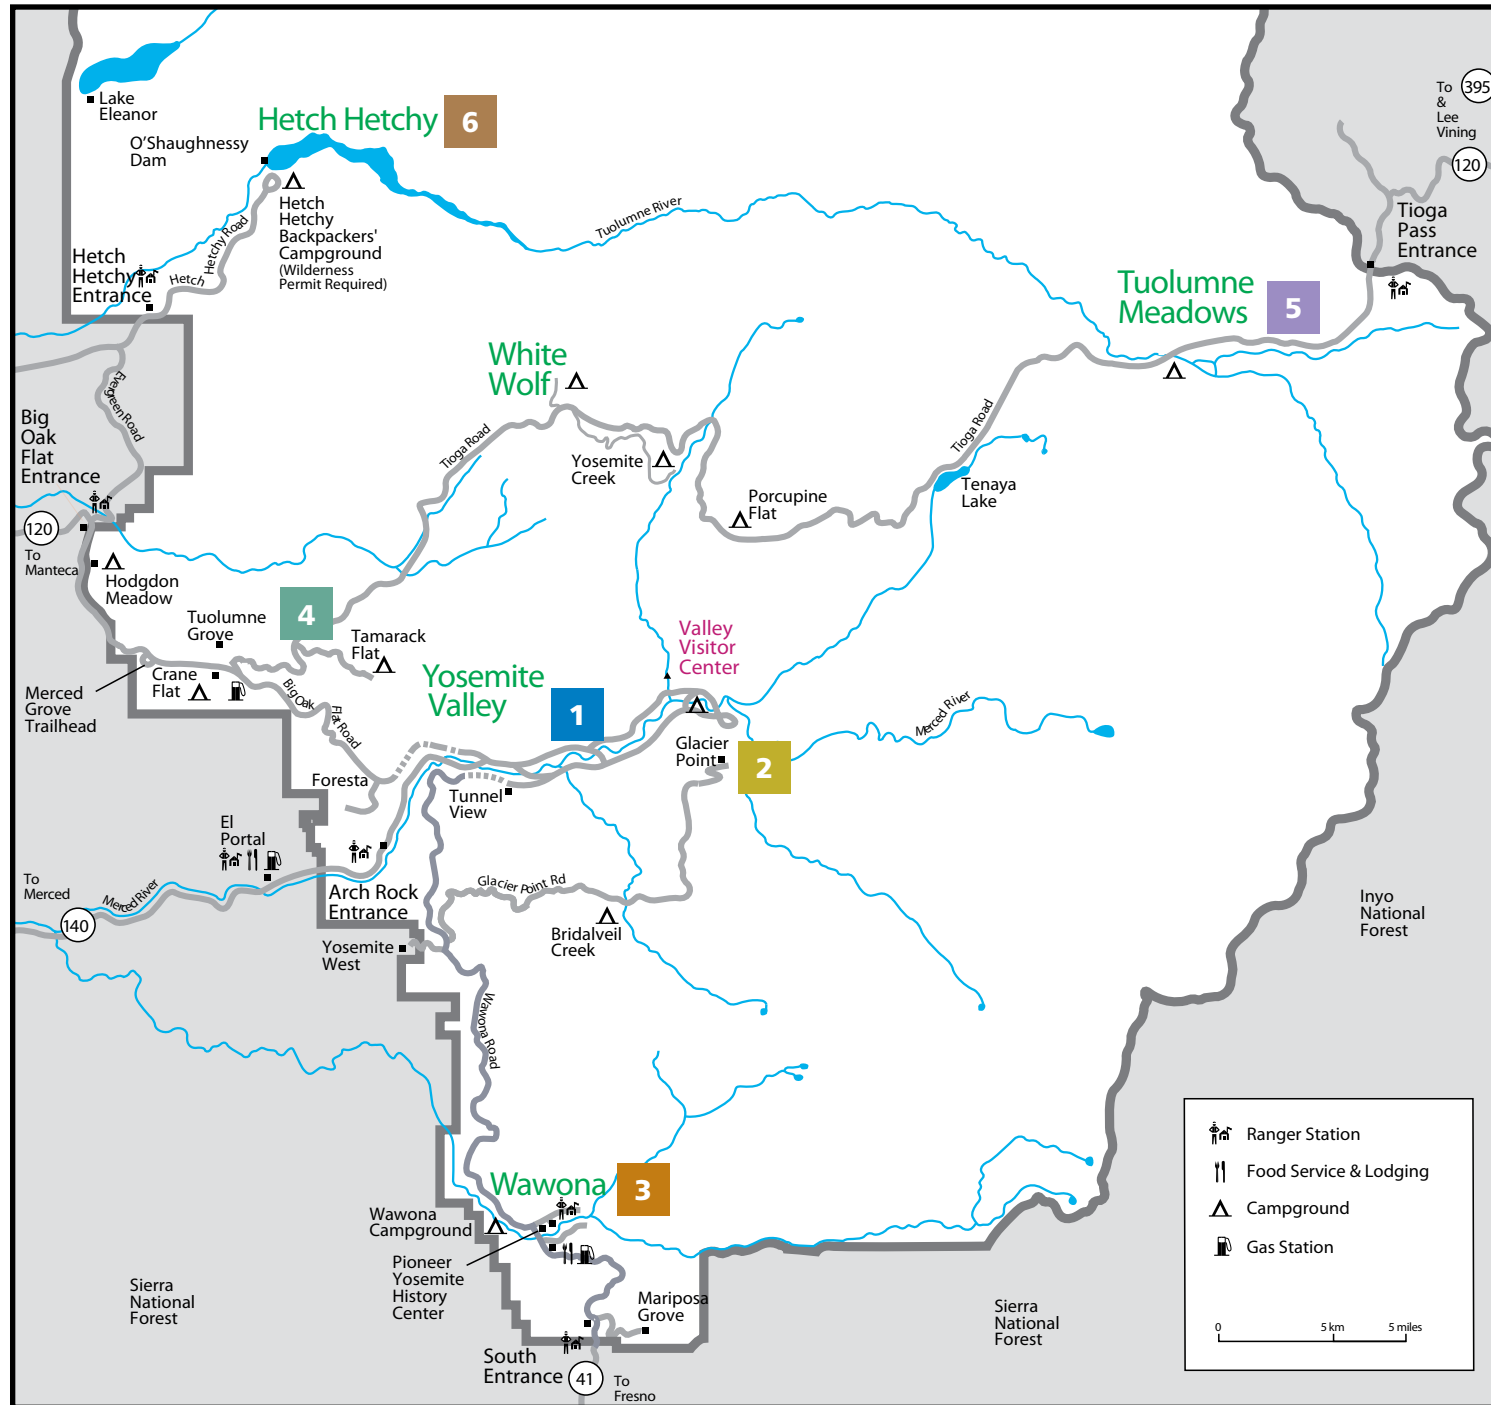 Lake
Eleanor
Hetch Hetchy
6
O'Shaughnessy
Dam
Hetch
Hetchy
Backpackers'
Campground
(Wilderness
Permit Required)
Hetch
Hetchy
Entrance
Hetch Hetchy Road
Tuolumne River
To
&
Lee
Vining
395
120
Tioga
Pass
Entrance
Tuolumne
Meadows
5
White
Wolf
Evergreen Road
Big
Oak
Flat
Entrance
120
To
Manteca
Hodgdon
Meadow
Tioga Road
Yosemite
Creek
Porcupine
Flat
Tioga Road
Tenaya
Lake
4
Tuolumne
Grove
Tamarack
Flat
Crane
Flat
Merced
Grove
Trailhead
Big Oak Flat Road
Yosemite
Valley
1
Valley
Visitor
Center
Merced River
Glacier
Point
2
Foresta
Tunnel
View
El
Portal
To
Merced
Merced River
140
Arch Rock
Entrance
Glacier Point Rd
Bridalveil
Creek
Yosemite
West
Inyo
National
Forest
Wawona Road
Wawona
3
Wawona
Campground
Pioneer
Yosemite
History
Center
Mariposa
Grove
South
Entrance
41
To
Fresno
Sierra
National
Forest
Sierra
National
Forest
Ranger Station
Food Service & Lodging
Campground
Gas Station
0 5 km 5 miles